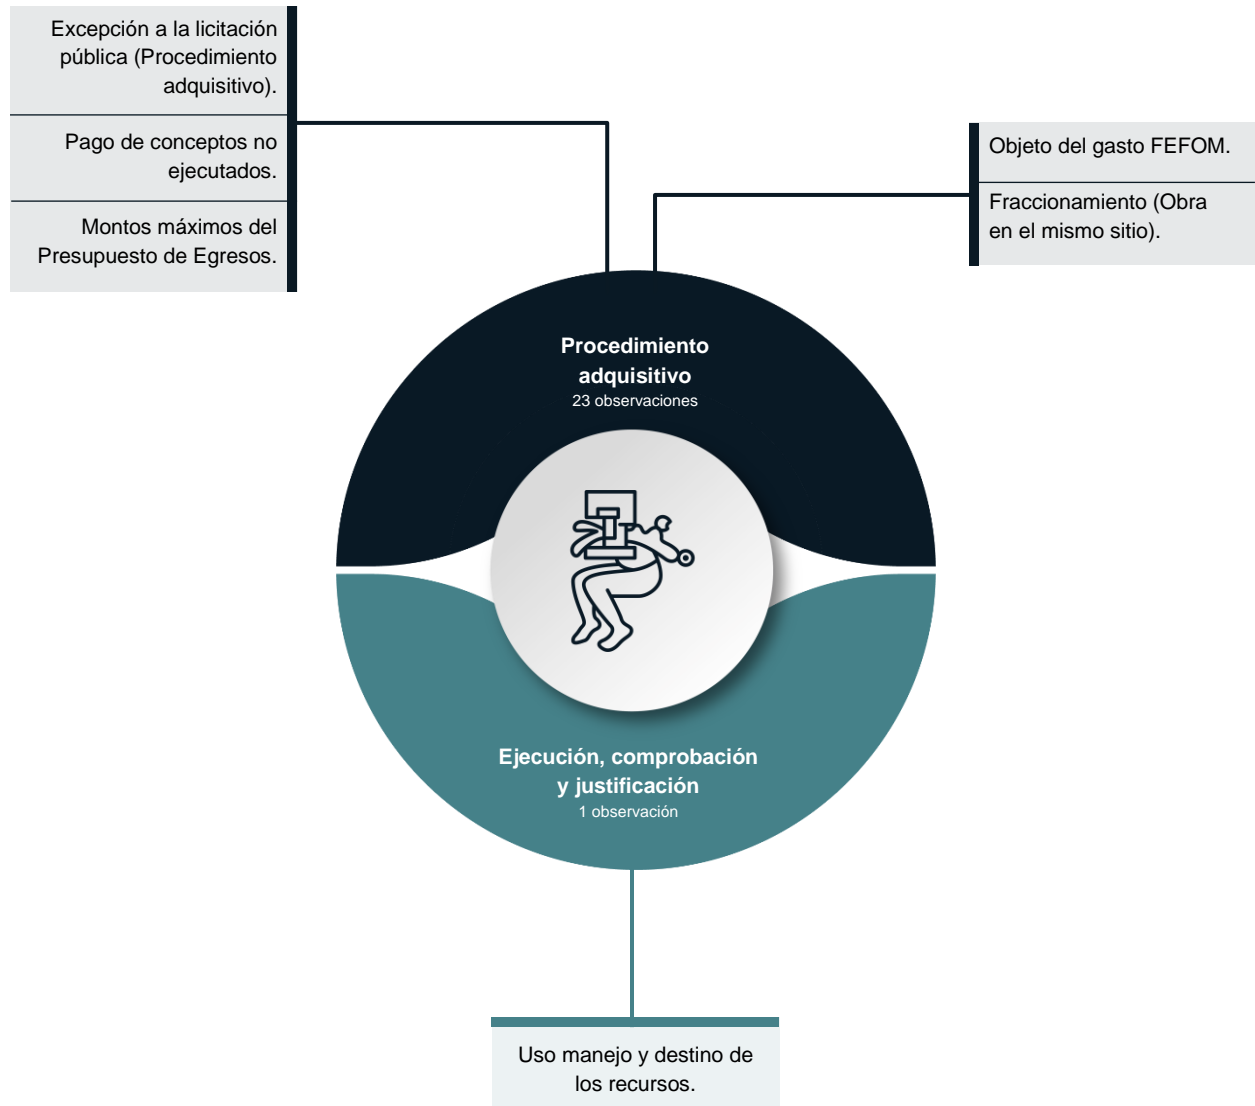 Excepción a la licitación
pública (Procedimiento
adquisitivo).
Pago de conceptos no
ejecutados.
Montos máximos del
Presupuesto de Egresos.
Objeto del gasto FEFOM.
Fraccionamiento (Obra
en el mismo sitio).
Procedimiento
adquisitivo
23 observaciones
Ejecución, comprobación
y justificación
1 observación
Uso manejo y destino de
los recursos.